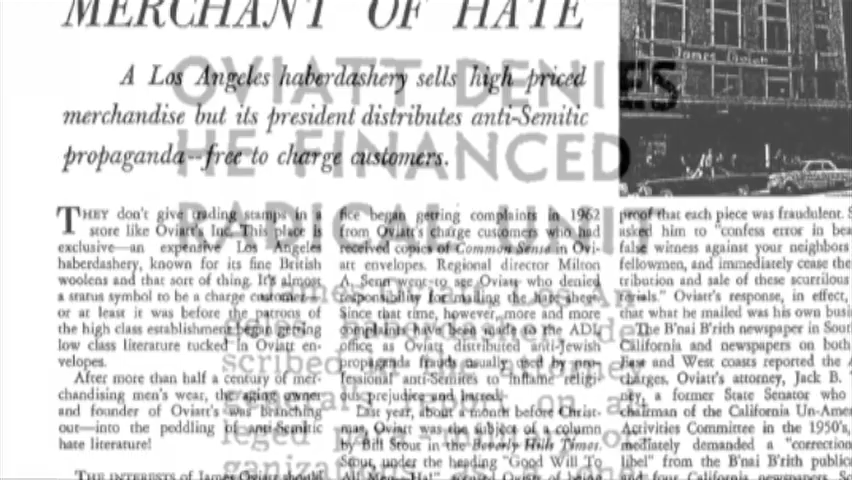 MERCHANT OF HATE
A Los Angeles haberdashery sells high priced
merchandise but its president distributes anti-Semitic
propaganda--free to charge customers.
James Oviatt
OVIATT DENIES
HE FINANCED
RADICAL UNI
THEY don't give trading stamps in a
store like Oviatt's Inc. This place is
exclusive—an expensive Los Angeles
haberdashery, known for its fine British
woolens and that sort of thing. It's almost
a status symbol to be a charge customer—
or at least it was before the patrons of
the high class establishment began getting
low class literature tucked in Oviatt en-
velopes.
After more than half a century of mer-
chandising men's wear, the aging owner
and founder of Oviatt's was branching
out—into the peddling of anti-Semitic
hate literature!
THE INTERESTS of James Oviatt should
fice began getting complaints in 1962
from Oviatt's charge customers who had
received copies of Common Sense in Ovi-
att envelopes. Regional director Milton
A. Senn went to see Oviatt who denied
responsibility for mailing the hate sheet.
Since that time, however, more and more
complaints have been made to the ADL
office as Oviatt distributed anti-Jewish
propaganda frauds usually used by pro-
fessional anti-Semites to inflame religi-
ous prejudice and hatred.
Last year, about a month before Christ-
man, Oviatt was the subject of a column
by Bill Stout in the Beverly Hills Times.
Stout, under the heading "Good Will To
proof that each piece was fraudulent. S
asked him to "confess error in bea
false witness against your neighbors
fellowmen, and immediately cease the
tribution and sale of these scurrilous
terials." Oviatt's response, in effect,
that what he mailed was his own busi
The B'nai B'rith newspaper in South
California and newspapers on both
East and West coasts reported the A
charges. Oviatt's attorney, Jack B.
ney, a former State Senator who
chairman of the California Un-Amer
Activities Committee in the 1950's,
mediately demanded a "correction
libel" from the B'nai B'rith public
and four California newspapers. So
scribed
leged
ganiza